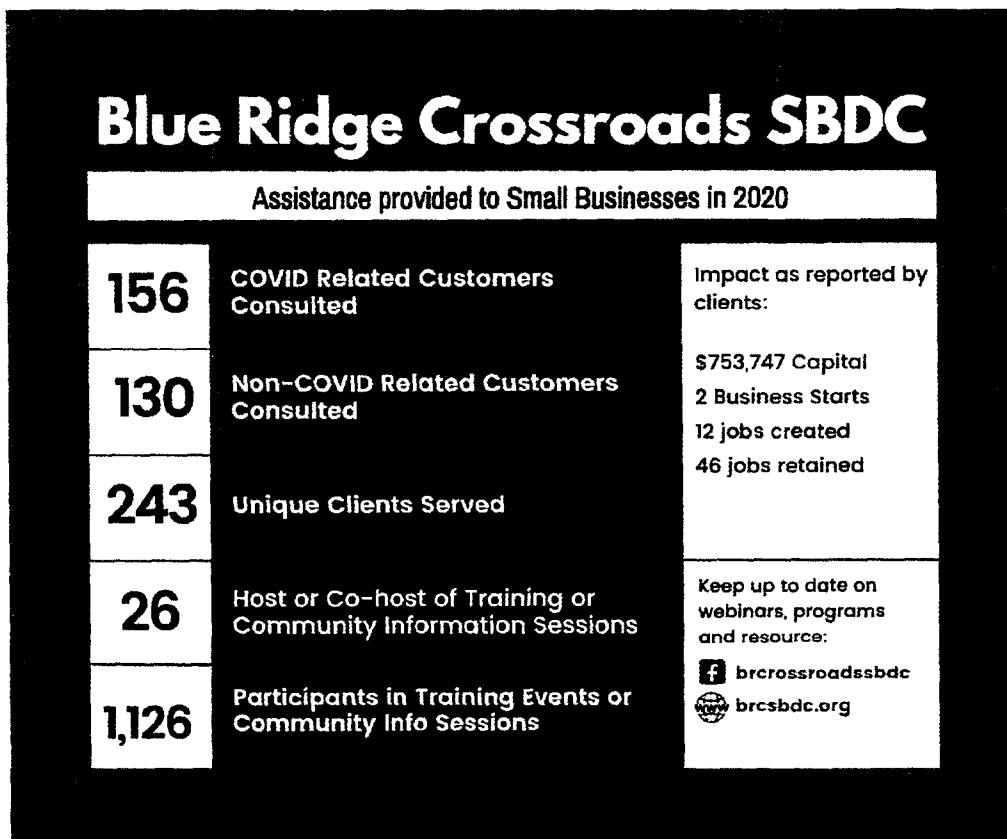 Blue Ridge Crossroads SBDC
Assistance provided to Small Businesses in 2020
156
COVID Related Customers
Consulted
130
Non-COVID Related Customers
Consulted
243
Unique Clients Served
26
Host or Co-host of Training or
Community Information Sessions
1,126
Participants in Training Events or
Community Info Sessions
Impact as reported by
clients:
$753,747 Capital
2 Business Starts
12 jobs created
46 jobs retained
Keep up to date on
webinars, programs
and resource:
f brcrossroadssbdc
www brcsbdc.org